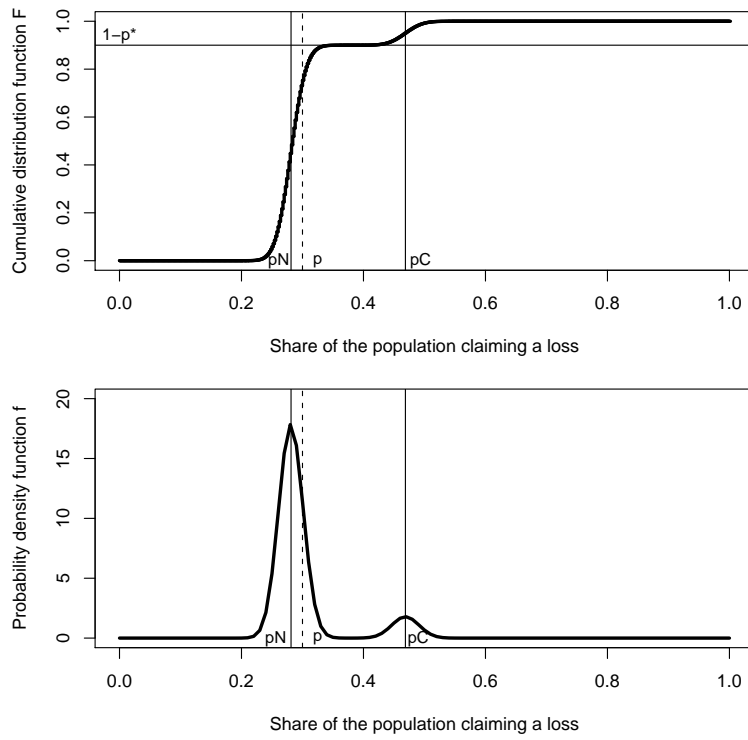 Cumulative distribution function F
0.0 0.2 0.4 0.6 0.8 1.0
1−p*
pN p pC
0.0 0.2 0.4 0.6 0.8 1.0
Share of the population claiming a loss
Probability density function f
0 5 10 15 20
pN p pC
0.0 0.2 0.4 0.6 0.8 1.0
Share of the population claiming a loss